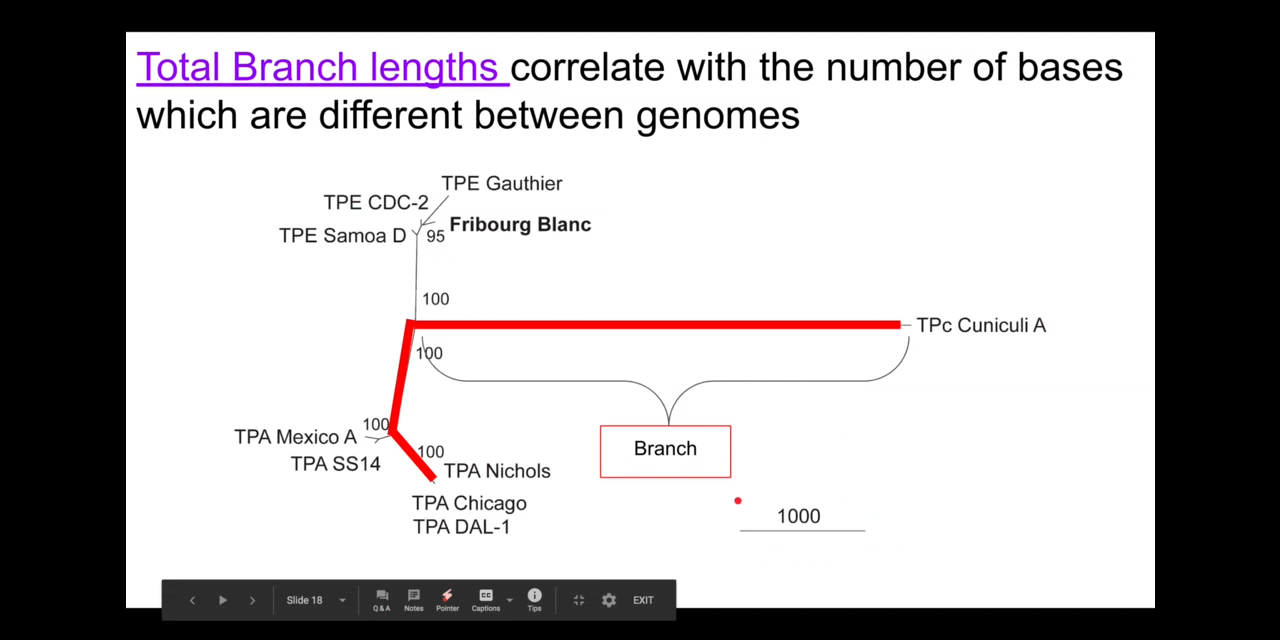 Total Branch lengths correlate with the number of bases
which are different between genomes
TPE Gauthier
TPE CDC-2
Fribourg Blanc
TPE Samoa D
95
100
TPc Cuniculi A
100
100
TPA Mexico A
Branch
100
TPA SS14
TPA Nichols
TPA Chicago
1000
TPA DAL-1
Slide 18
Q & A
Notes
Pointer
CC
Captions
Tips
EXIT